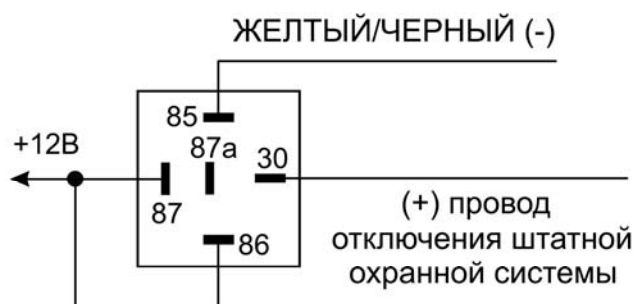 ЖЕЛТЫЙ/ЧЕРНЫЙ (-)
85
87a
30
+12В
87
86
(+) провод
отключения штатной
охранной системы